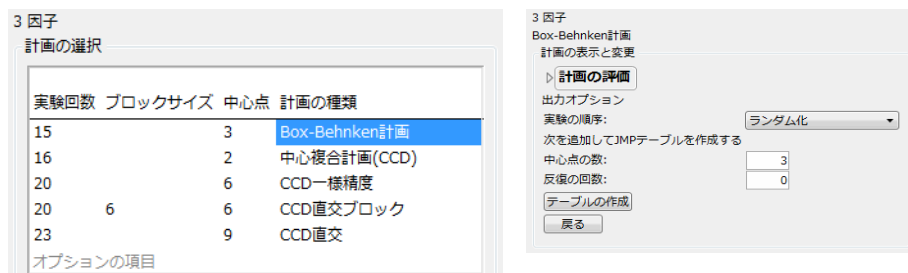 3 因子
計画の選択
実験回数 ブロックサイズ 中心点 計画の種類
15 3 Box-Behnken計画
16 2 中心複合計画(CCD)
20 6 CCD一様精度
20 6 6 CCD直交ブロック
23 9 CCD直交
オプションの項目
3 因子
Box-Behnken計画
計画の表示と変更
計画の評価
出力オプション
実験の順序: ランダム化
次を追加してJMPテーブルを作成する
中心点の数: 3
反復の回数: 0
テーブルの作成
戻る